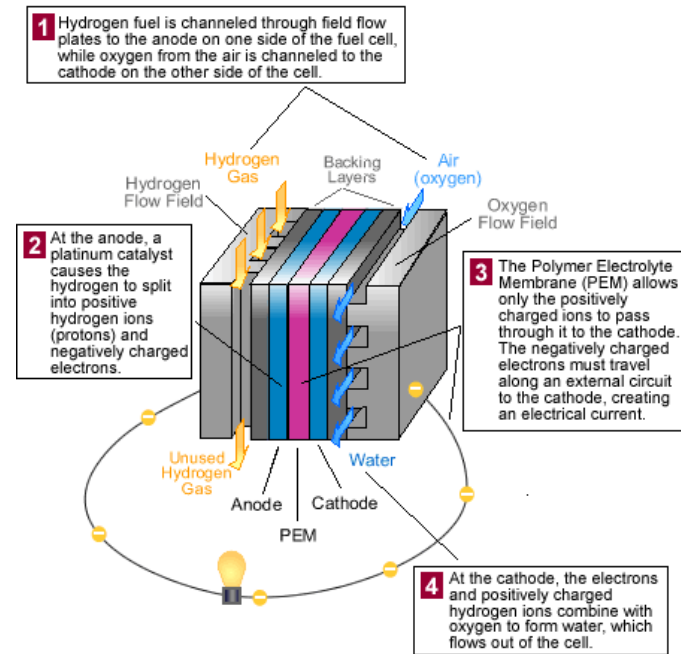 1 Hydrogen fuel is channeled through field flow
plates to the anode on one side of the fuel cell,
while oxygen from the air is channeled to the
cathode on the other side of the cell.
Hydrogen
Gas
Hydrogen
Flow Field
Backing
Layers
Air
(oxygen)
Oxygen
Flow Field
2 At the anode, a
platinum catalyst
causes the
hydrogen to split
into positive
hydrogen ions
(protons) and
negatively charged
electrons.
3 The Polymer Electrolyte
Membrane (PEM) allows
only the positively
charged ions to pass
through it to the cathode.
The negatively charged
electrons must travel
along an external circuit
to the cathode, creating
an electrical current.
Unused
Hydrogen
Gas
Anode
PEM
Cathode
Water
4 At the cathode, the electrons
and positively charged
hydrogen ions combine with
oxygen to form water, which
flows out of the cell.